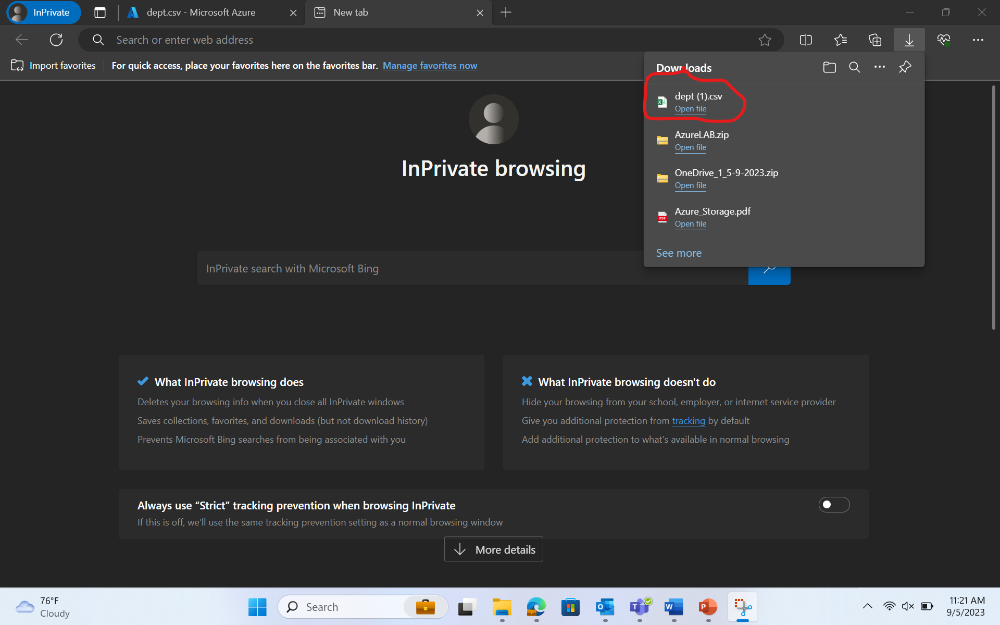 InPrivate
dept.csv - Microsoft Azure
New tab
Search or enter web address
Import favorites
For quick access, place your favorites here on the favorites bar. Manage favorites now
Downloads
dept (1).csv
Open file
AzureLAB.zip
Open file
OneDrive_1_5-9-2023.zip
Open file
Azure_Storage.pdf
Open file
See more
InPrivate browsing
InPrivate search with Microsoft Bing
What InPrivate browsing does
Deletes your browsing info when you close all InPrivate windows
Saves collections, favorites, and downloads (but not download history)
Prevents Microsoft Bing searches from being associated with you
What InPrivate browsing doesn't do
Hide your browsing from your school, employer, or internet service provider
Give you additional protection from tracking by default
Add additional protection to what's available in normal browsing
Always use “Strict” tracking prevention when browsing InPrivate
If this is off, we'll use the same tracking prevention setting as a normal browsing window
More details
76°F
Cloudy
Search
11:21 AM
9/5/2023